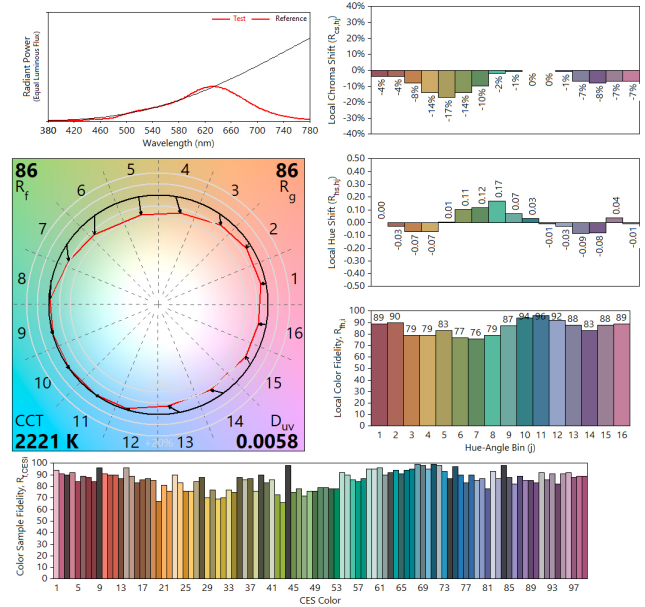 Test
Reference
Radiant Power
(Equal Luminous Flux)
380 420 460 500 540 580 620 660 700 740 780
Wavelength (nm)
Local Chroma Shift (Rcs,hj)
40%
30%
20%
10%
0%
-10%
-20%
-30%
-40%
-4% -4% -8% -14% -17% -14% -10% -2% -1% 0% 0% -1% -7% -8% -7% -7%
86
Rf
86
Rg
1 2 3 4 5 6 7 8 9 10 11 12 13 14 15 16
+20%
CCT
2221 K
Duv
0.0058
Local Hue Shift (Rhs,hj)
0.50
0.40
0.30
0.20
0.10
0.00
-0.10
-0.20
-0.30
-0.40
-0.50
0.00 -0.03 -0.07 -0.07 0.01 0.10 0.12 0.17 0.07 0.03 -0.01 -0.03 -0.09 -0.08 0.04 -0.01
Local Color Fidelity, Rfh,i
100
90
80
70
60
50
40
30
20
10
0
89 90 79 79 83 77 76 79 87 94 96 92 88 83 88 89
1 2 3 4 5 6 7 8 9 10 11 12 13 14 15 16
Hue-Angle Bin (j)
Color Sample Fidelity, Rf,CESi
100
90
80
70
60
50
40
30
20
10
0
1 5 9 13 17 21 25 29 33 37 41 45 49 53 57 61 65 69 73 77 81 85 89 93 97
CES Color